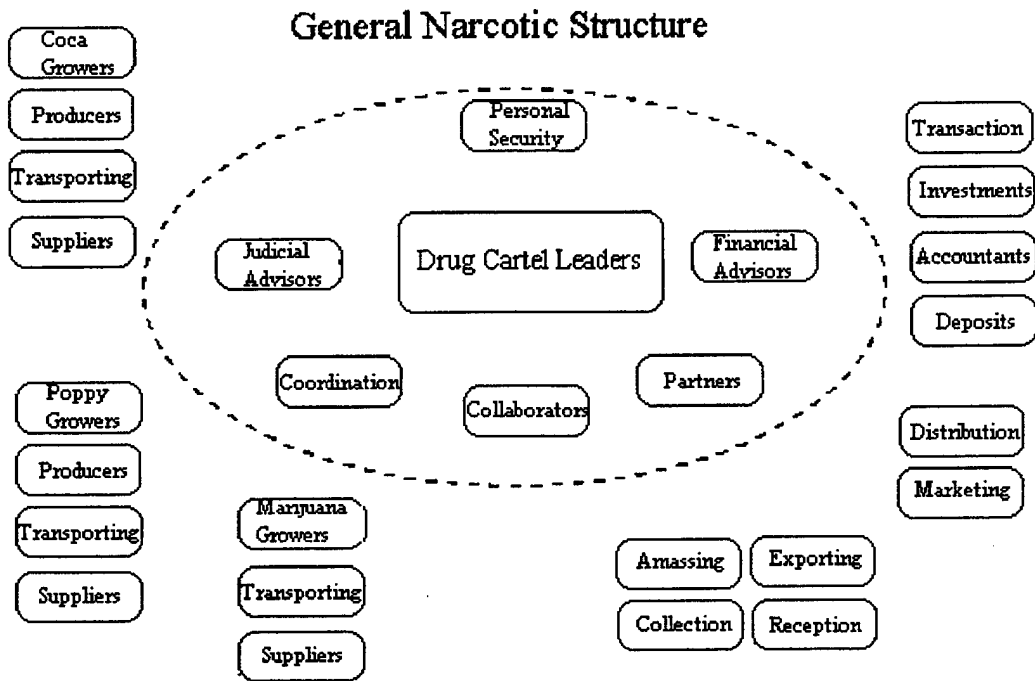 General Narcotic Structure
Coca
Growers
Producers
Transporting
Suppliers
Personal
Security
Judicial
Advisors
Drug Cartel Leaders
Financial
Advisors
Coordination
Collaborators
Partners
Transaction
Investments
Accountants
Deposits
Poppy
Growers
Producers
Transporting
Suppliers
Marijuana
Growers
Transporting
Suppliers
Amassing
Exporting
Collection
Reception
Distribution
Marketing